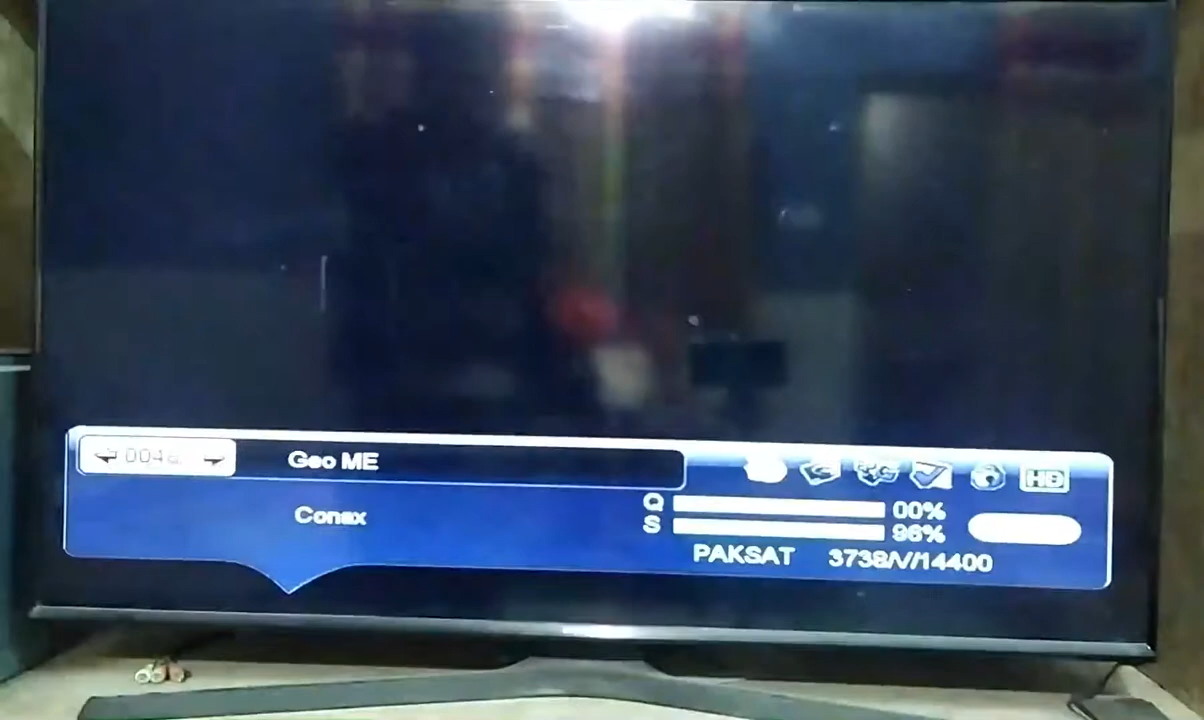 Geo ME
HD
Conax
Q 00%
S 96%
PAKSAT 3738/V/14400